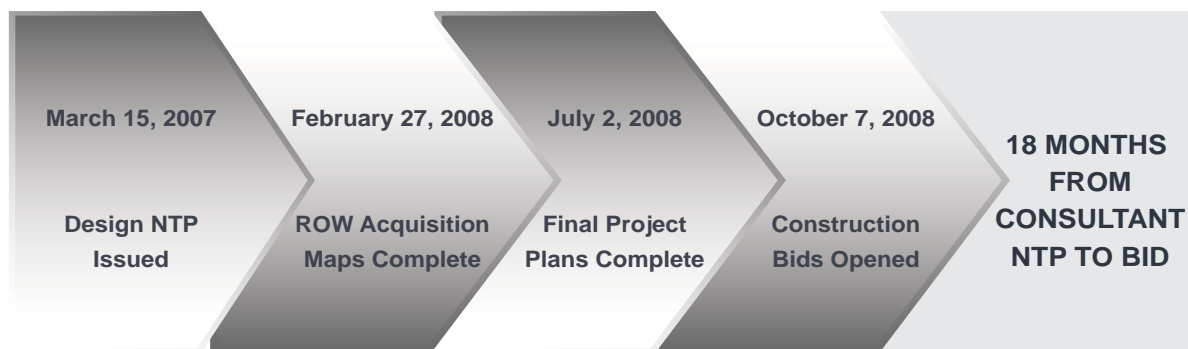 March 15, 2007
Design NTP
Issued
February 27, 2008
ROW Acquisition
Maps Complete
July 2, 2008
Final Project
Plans Complete
October 7, 2008
Construction
Bids Opened
18 MONTHS
FROM
CONSULTANT
NTP TO BID